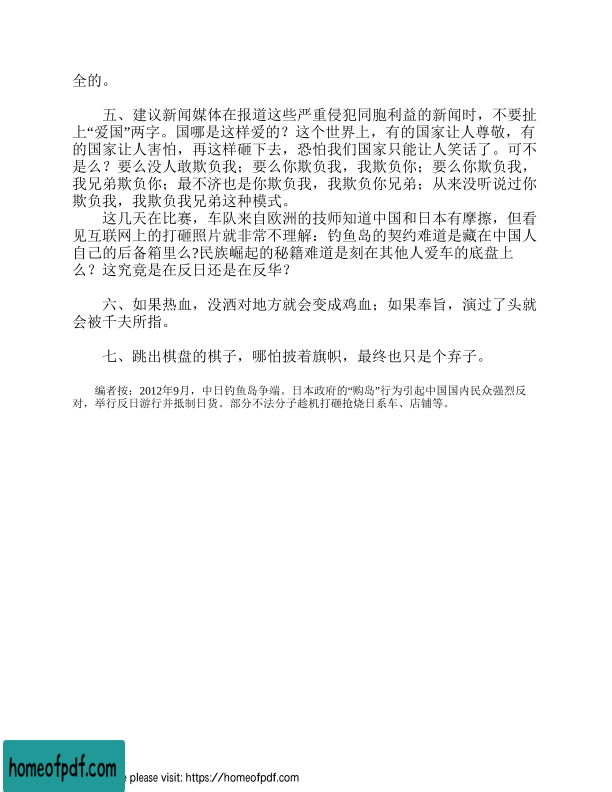 全的。
五、建议新闻媒体在报道这些严重侵犯同胞利益的新闻时，不要扯
上“爱国”两字。国哪是这样爱的？这个世界上，有的国家让人尊敬，有
的国家让人害怕，再这样砸下去，恐怕我们国家只能让人笑话了。可不
是么？要么没人敢欺负我；要么你欺负我，我欺负你；要么你欺负我，
我兄弟欺负你；最不济也是你欺负我，我欺负你兄弟；从来没听说过你
欺负我，我欺负我兄弟这种模式。
这几天在比赛，车队来自欧洲的技师知道中国和日本有摩擦，但看
见互联网上的打砸照片就非常不理解：钓鱼岛的契约难道是藏在中国人
自己的后备箱里么?民族崛起的秘籍难道是刻在其他人爱车的底盘上
么？这究竟是在反日还是在反华？
六、如果热血，没洒对地方就会变成鸡血；如果奉旨，演过了头就
会被千夫所指。
七、跳出棋盘的棋子，哪怕披着旗帜，最终也只是个弃子。
编者按：2012年9月，中日钓鱼岛争端。日本政府的“购岛”行为引起中国国内民众强烈反
对，举行反日游行并抵制日货。部分不法分子趁机打砸抢烧日系车、店铺等。
homeofpdf.com
e please visit: https://homeofpdf.com